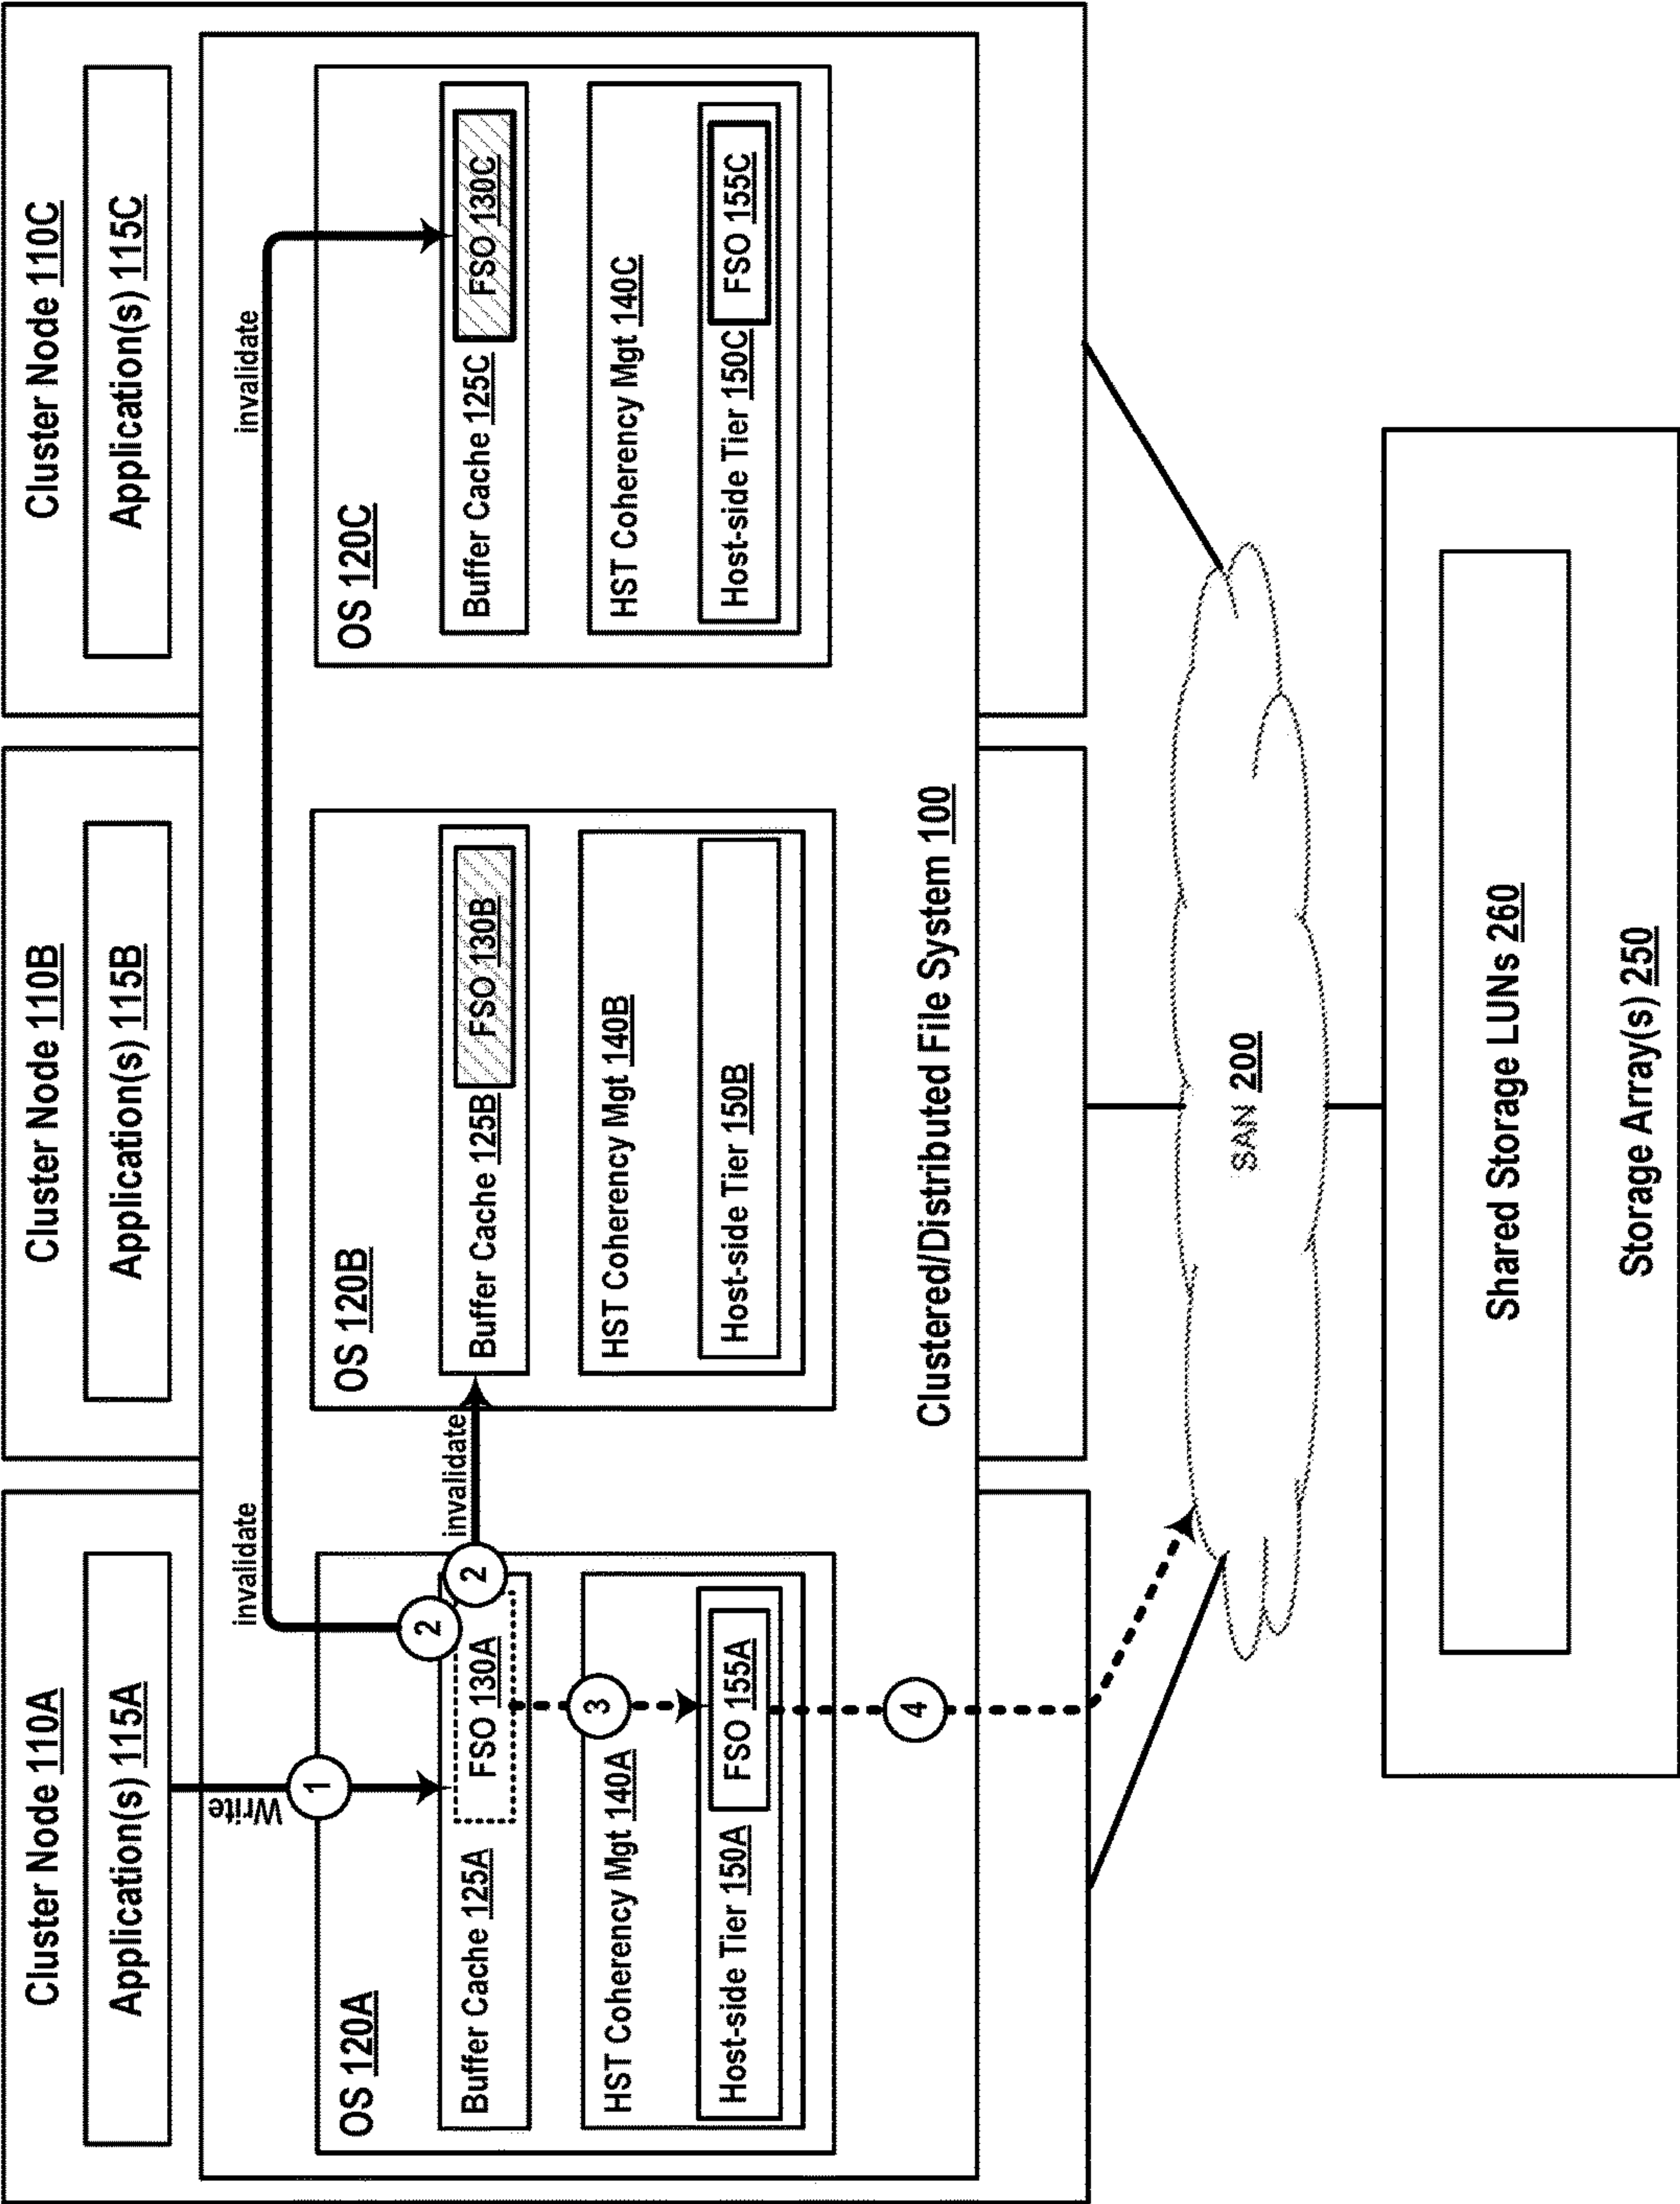 Cluster Node 110A
Application(s) 115A
Write
1
OS 120A
invalidate
2
2
invalidate
Buffer Cache 125A
FSO 130A
3
HST Coherency Mgt 140A
Host-side Tier 150A
FSO 155A
4
Cluster Node 110B
Application(s) 115B
OS 120B
Buffer Cache 125B
FSO 130B
HST Coherency Mgt 140B
Host-side Tier 150B
Cluster Node 110C
Application(s) 115C
invalidate
OS 120C
Buffer Cache 125C
FSO 130C
HST Coherency Mgt 140C
Host-side Tier 150C
FSO 155C
Clustered/Distributed File System 100
SAN 200
Shared Storage LUNs 260
Storage Array(s) 250